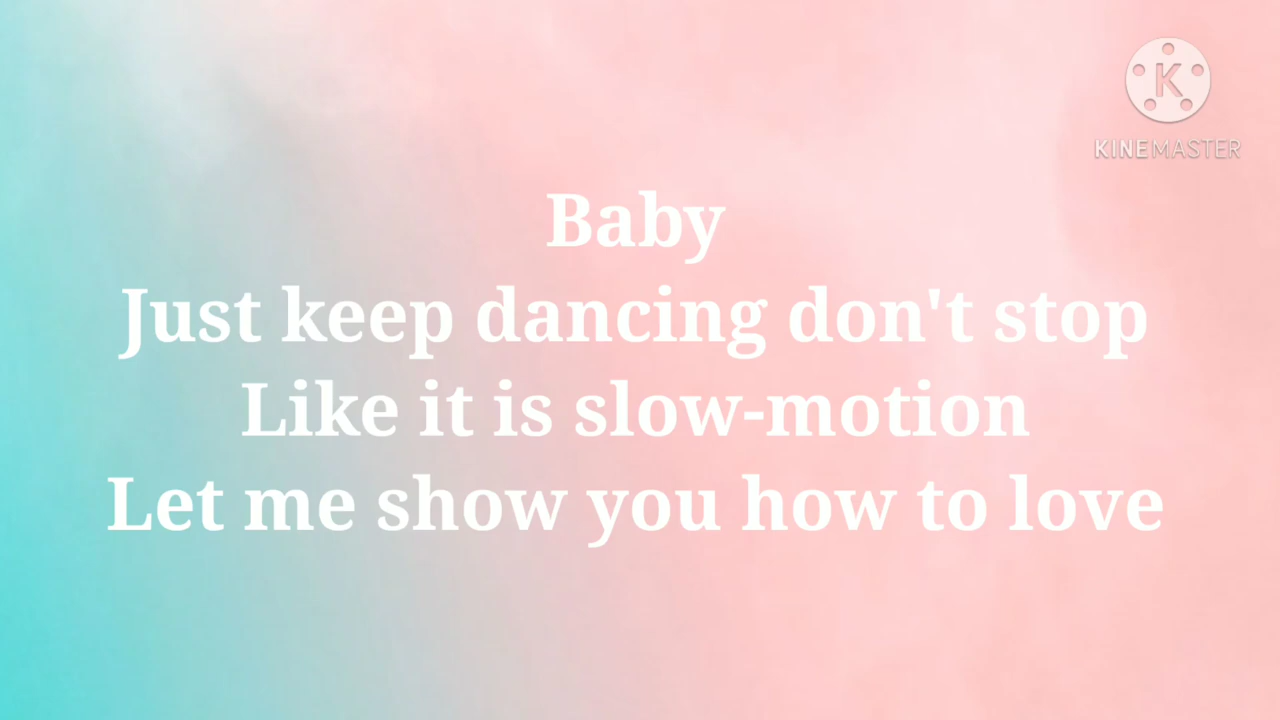 K
KINEMASTER
Baby
Just keep dancing don't stop
Like it is slow-motion
Let me show you how to love